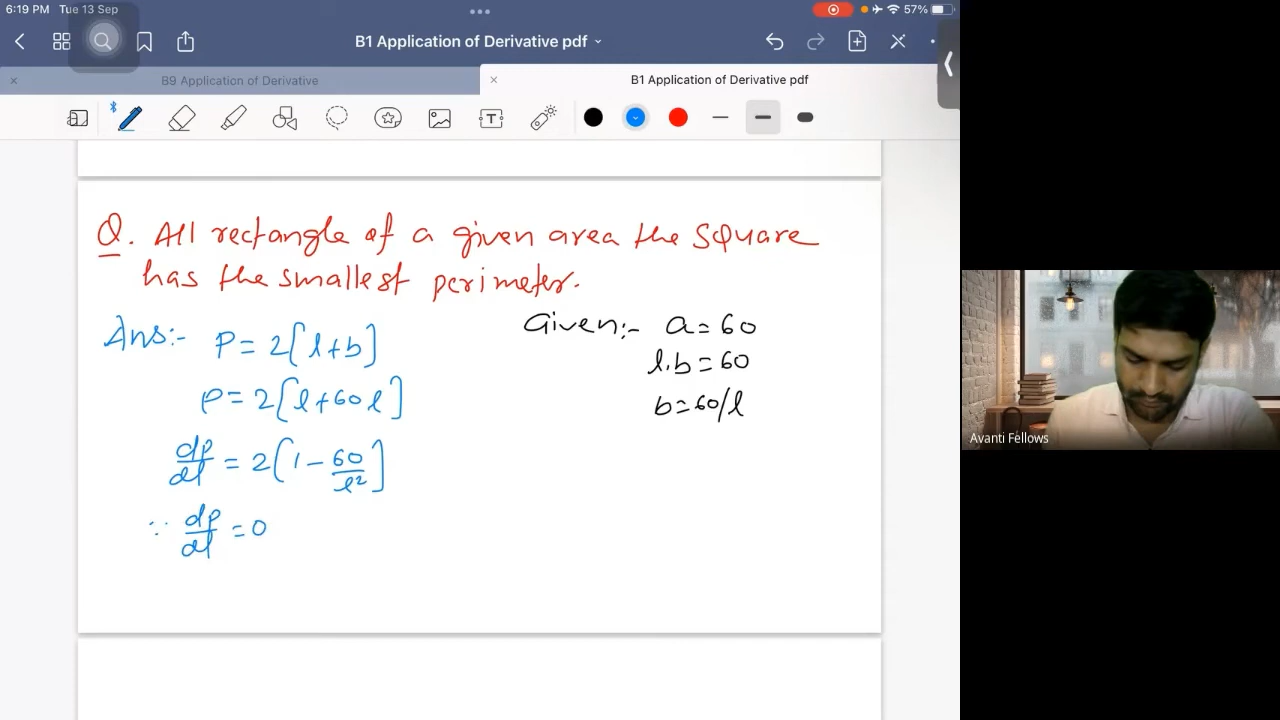 6:19 PM Tue 13 Sep
57%
B1 Application of Derivative pdf
B9 Application of Derivative
B1 Application of Derivative pdf
Q. All rectangle of a given area the square
has the smallest perimeter.
Ans:- P = 2[l+b]
P = 2[l+60l]
dp/dl = 2(1 - 60/l²]
∵ dp/dl = 0
Given:- a = 60
l.b = 60
b = 60/l
Avanti Fellows